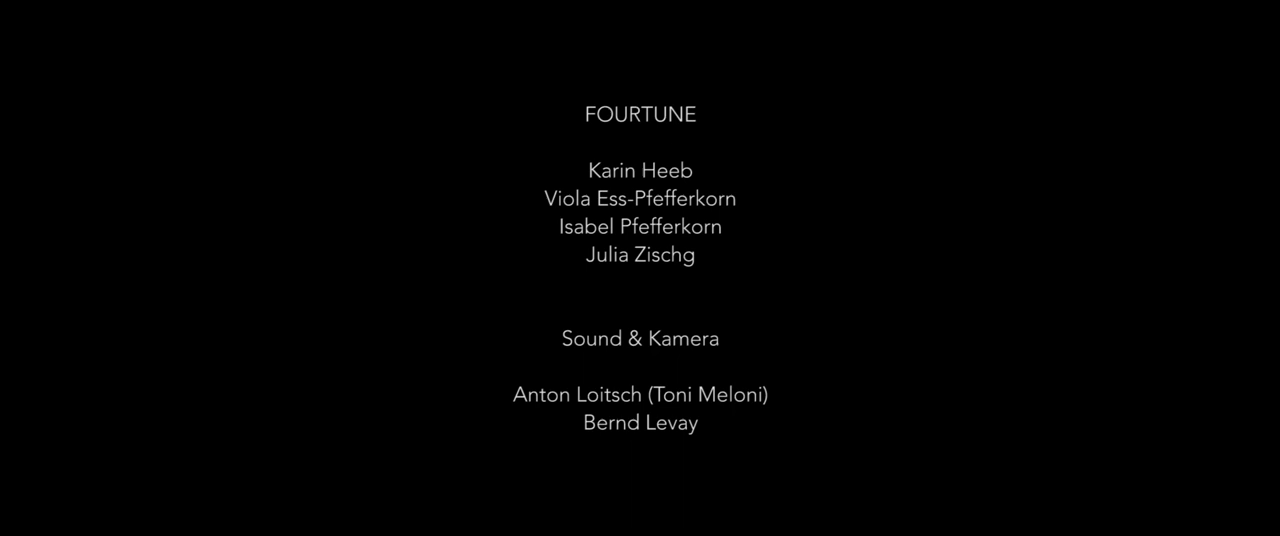 FOURTUNE
Karin Heeb
Viola Ess-Pfefferkorn
Isabel Pfefferkorn
Julia Zischg
Sound & Kamera
Anton Loitsch (Toni Meloni)
Bernd Levay